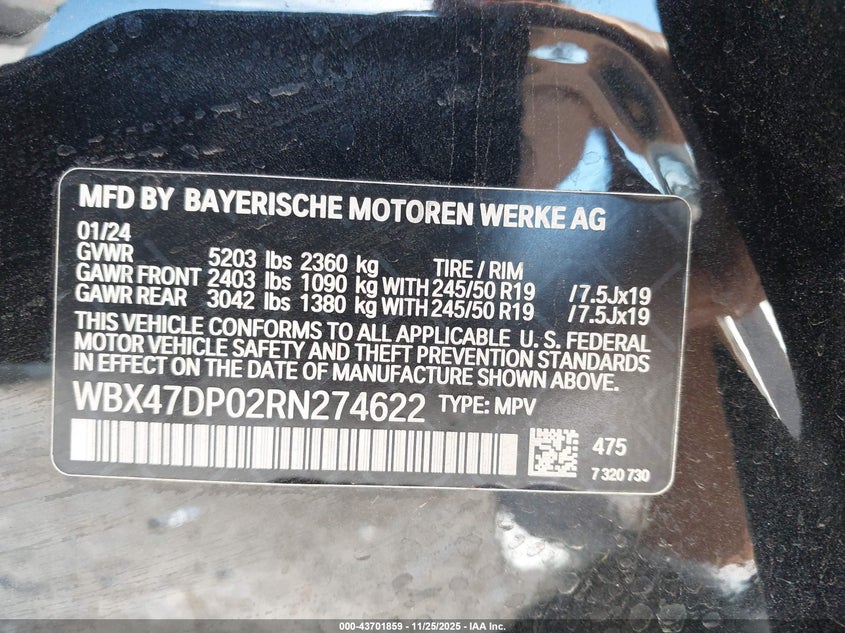 MFD BY BAYERISCHE MOTOREN WERKE AG
01/24
GVWR 5203 lbs 2360 kg TIRE / RIM
GAWR FRONT 2403 lbs 1090 kg WITH 245/50 R19 /7.5Jx19
GAWR REAR 3042 lbs 1380 kg WITH 245/50 R19 /7.5Jx19
THIS VEHICLE CONFORMS TO ALL APPLICABLE U. S. FEDERAL
MOTOR VEHICLE SAFETY AND THEFT PREVENTION STANDARDS
IN EFFECT ON THE DATE OF MANUFACTURE SHOWN ABOVE.
WBX47DP02RN274622 TYPE: MPV
475
7 320 730
000-43701859 - 11/25/2025 - IAA Inc.